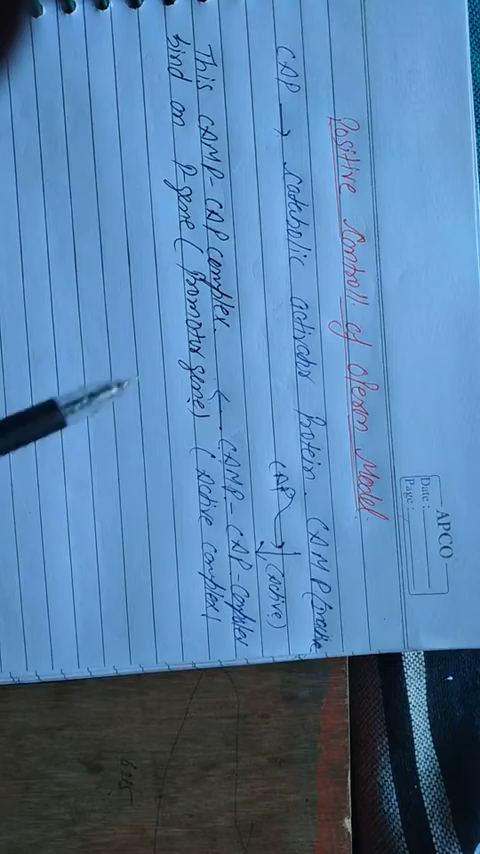 APCO
Date :
Page :
Positive Controll of operon Model.
CAP → Catabolic activator Protein. CAMP (Inactive
CAP → (Active)
← CAMP-CAP-Complex
This CAMP-CAP Complex. (Active Complex)
bind on P-gene ( Promotor gene)